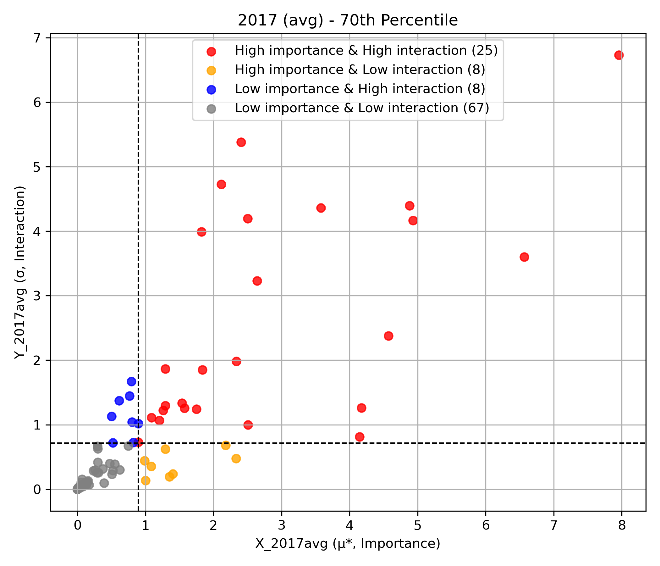 2017 (avg) - 70th Percentile
High importance & High interaction (25)
High importance & Low interaction (8)
Low importance & High interaction (8)
Low importance & Low interaction (67)
Y_2017avg (σ, Interaction)
7
6
5
4
3
2
1
0
0 1 2 3 4 5 6 7 8
X_2017avg (μ*, Importance)